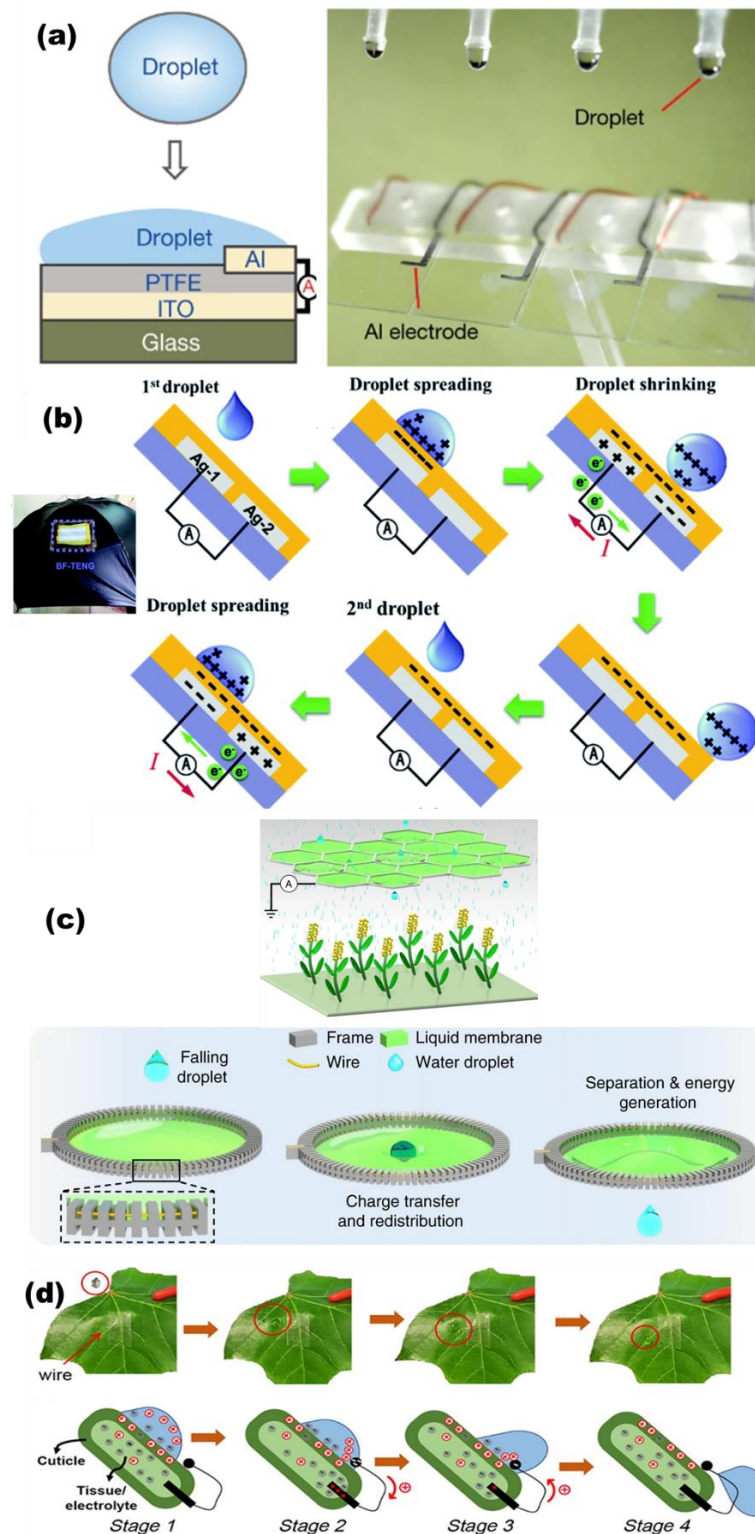 (a)
Droplet
Droplet
Al
PTFE
A
ITO
Glass
Droplet
Al electrode
(b)
1st droplet
Droplet spreading
Droplet shrinking
Ag-1
Ag-2
A
A
e-
e-
e-
A
I
BF-TENG
Droplet spreading
2nd droplet
A
I
e-
e-
e-
A
A
(c)
A
Frame
Liquid membrane
Wire
Water droplet
Falling
droplet
Separation & energy
generation
Charge transfer
and redistribution
(d)
wire
Cuticle
Tissue/
electrolyte
Stage 1
Stage 2
Stage 3
Stage 4